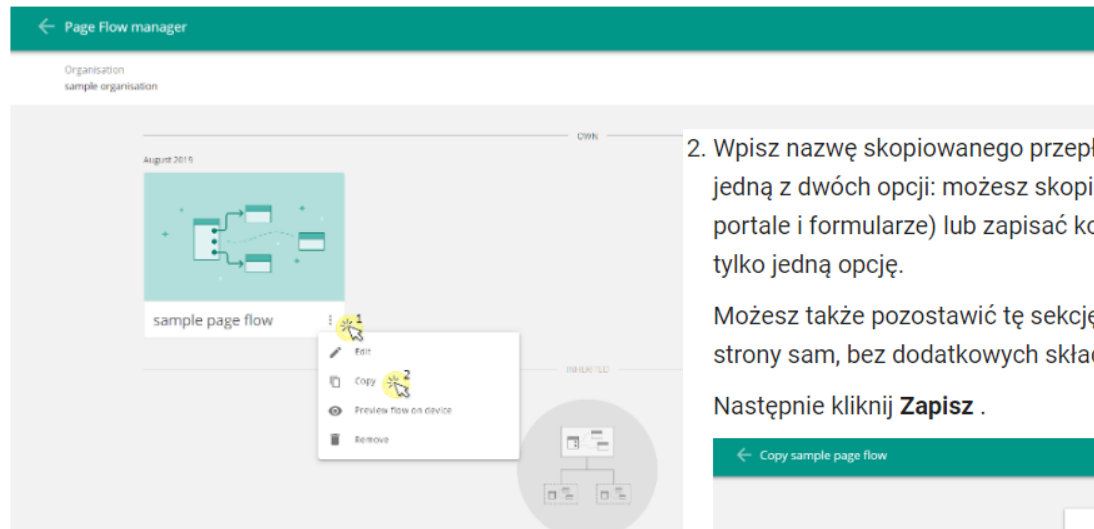 Page Flow manager
Organisation
sample organisation
OWN
August 2019
sample page flow
1
Edit
Copy
2
Preview flow on device
Remove
INHERITED
2. Wpisz nazwę skopiowanego przepł
jedną z dwóch opcji: możesz skopi
portale i formularze) lub zapisać ko
tylko jedną opcję.
Możesz także pozostawić tę sekcję
strony sam, bez dodatkowych skła
Następnie kliknij Zapisz .
Copy sample page flow